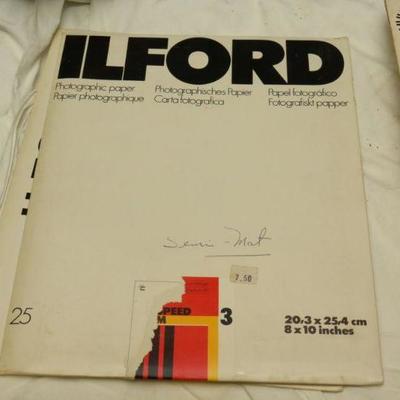 ILFORD
Photographic paper Photographisches Papier Papel fotográfico
Papier photographique Carta fotografica Fotografiskt papper
Semi-Mat
7.50
25
SPEED
M
3
20,3 x 25,4 cm
8 x 10 inches